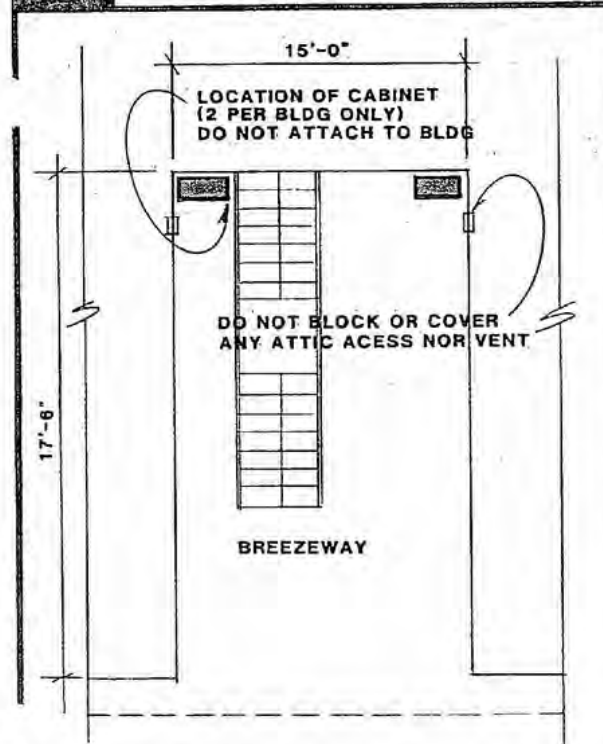 15'-0"
LOCATION OF CABINET
(2 PER BLDG ONLY)
DO NOT ATTACH TO BLDG
DO NOT BLOCK OR COVER
ANY ATTIC ACESS NOR VENT
17'-6"
BREEZEWAY